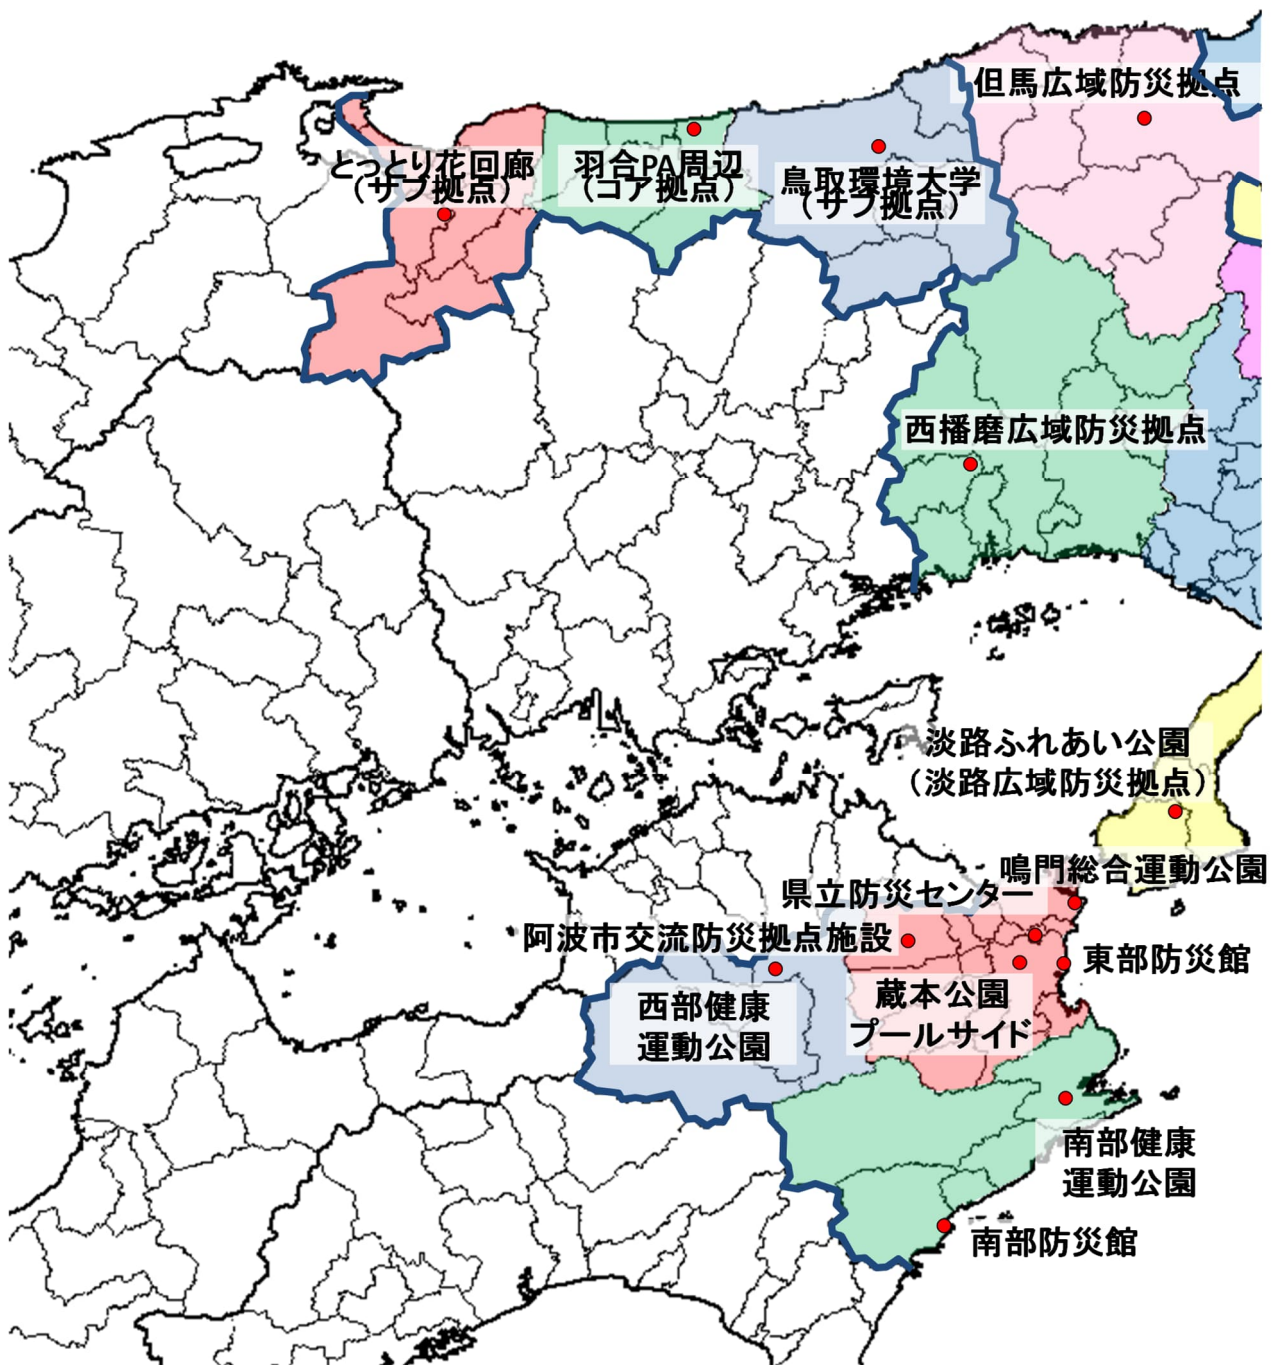 但馬広域防災拠点
とっとり花回廊
（サブ拠点）
羽合PA周辺
（コア拠点）
鳥取環境大学
（サブ拠点）
西播磨広域防災拠点
淡路ふれあい公園
（淡路広域防災拠点）
鳴門総合運動公園
県立防災センター
阿波市交流防災拠点施設
東部防災館
西部健康
運動公園
蔵本公園
プールサイド
南部健康
運動公園
南部防災館